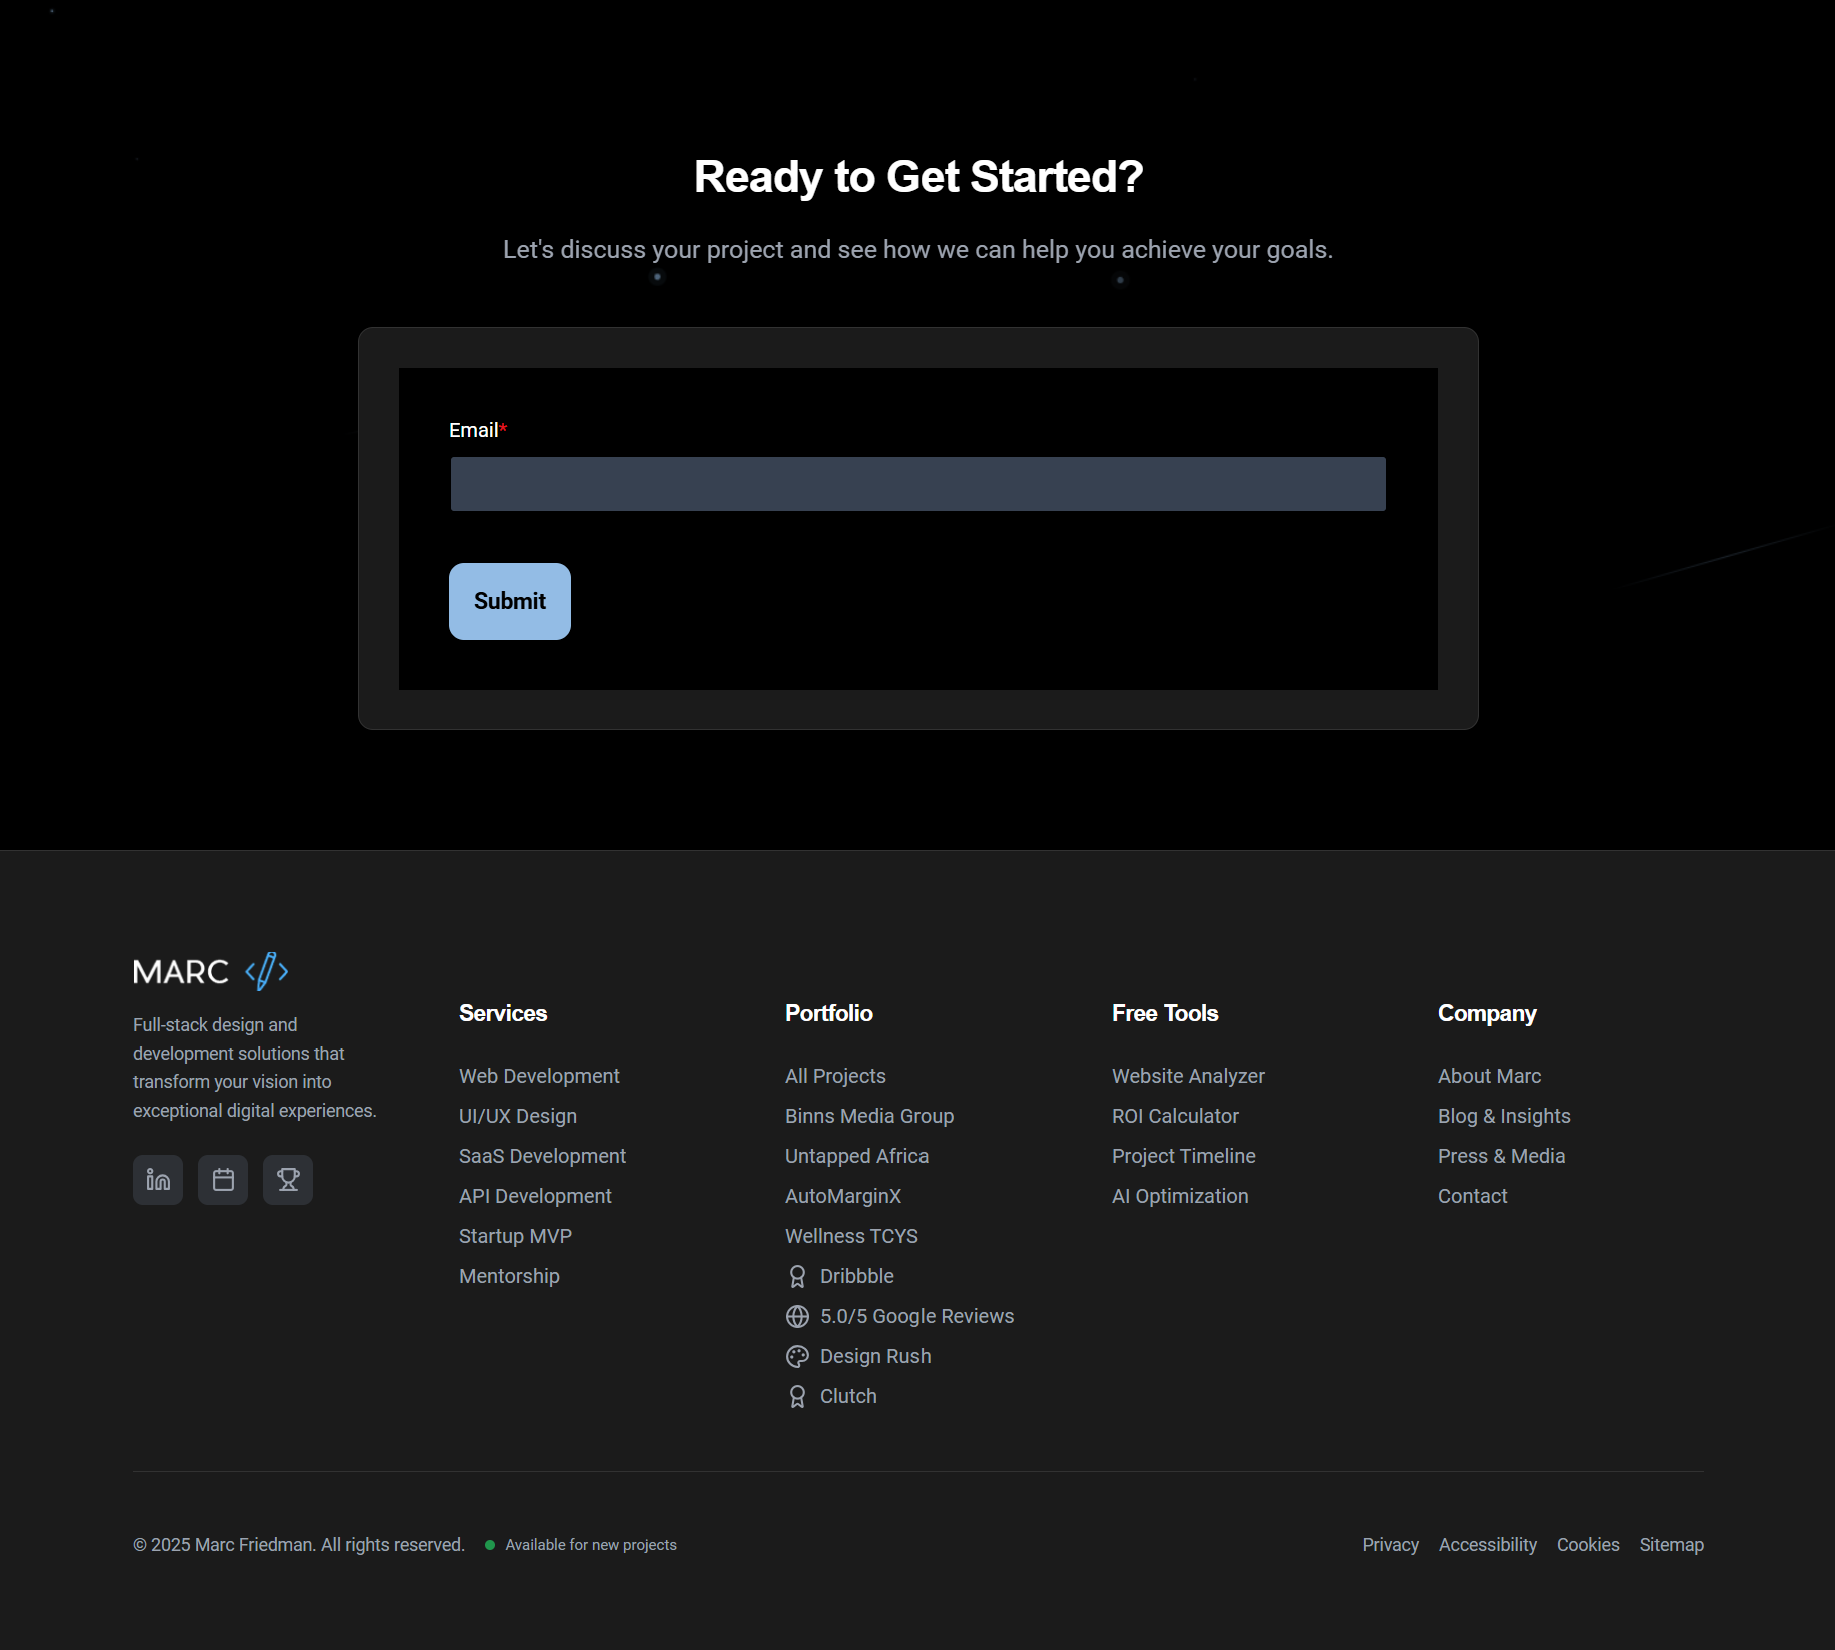 Ready to Get Started?
Let's discuss your project and see how we can help you achieve your goals.
Email*
Submit
MARC
Full-stack design and
development solutions that
transform your vision into
exceptional digital experiences.
Services
Web Development
UI/UX Design
SaaS Development
API Development
Startup MVP
Mentorship
Portfolio
All Projects
Binns Media Group
Untapped Africa
AutoMarginX
Wellness TCYS
Dribbble
5.0/5 Google Reviews
Design Rush
Clutch
Free Tools
Website Analyzer
ROI Calculator
Project Timeline
AI Optimization
Company
About Marc
Blog & Insights
Press & Media
Contact
© 2025 Marc Friedman. All rights reserved.
Available for new projects
Privacy Accessibility Cookies Sitemap